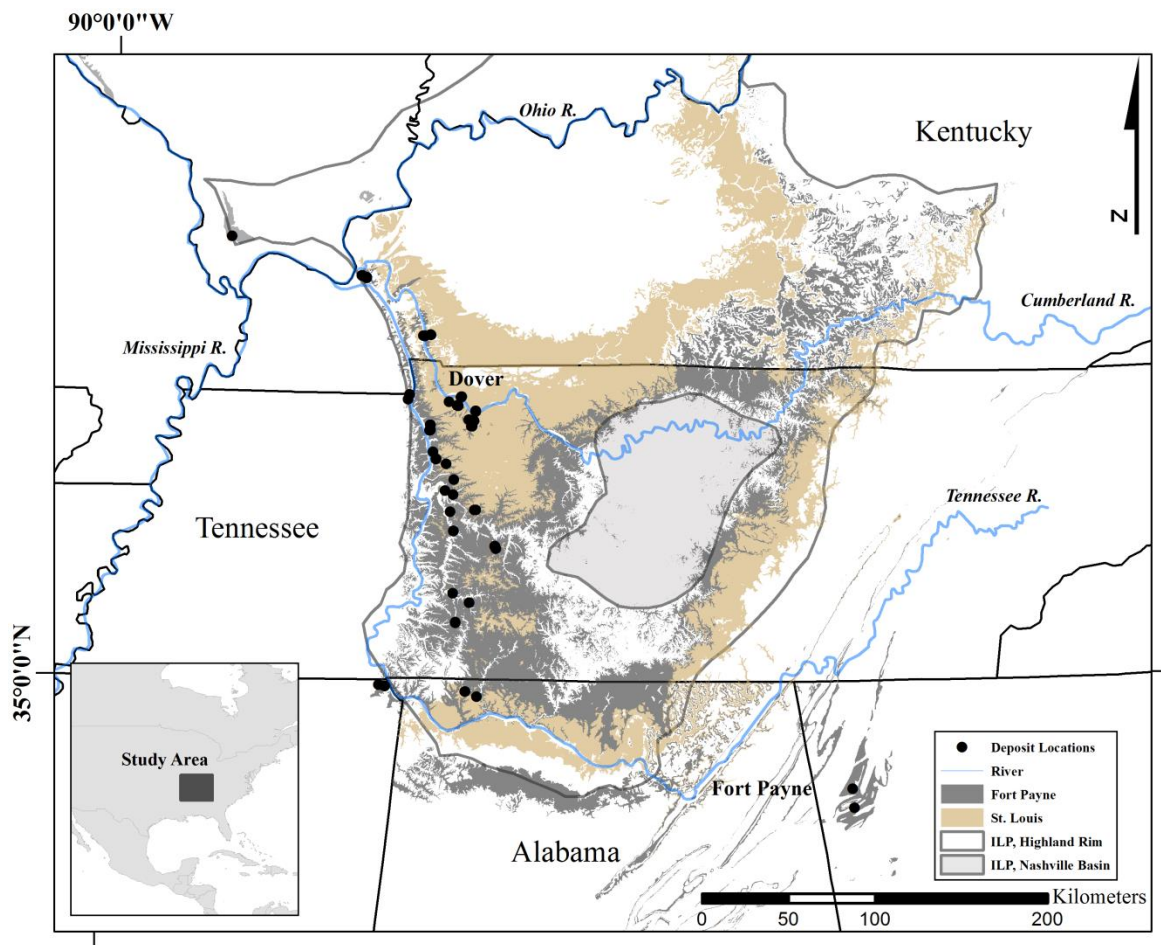 90°0'0"W
Ohio R.
Kentucky
N
Cumberland R.
Mississippi R.
Dover
Tennessee R.
Tennessee
35°0'0"N
Study Area
Fort Payne
Alabama
Deposit Locations
River
Fort Payne
St. Louis
ILP, Highland Rim
ILP, Nashville Basin
Kilometers
0 50 100 200